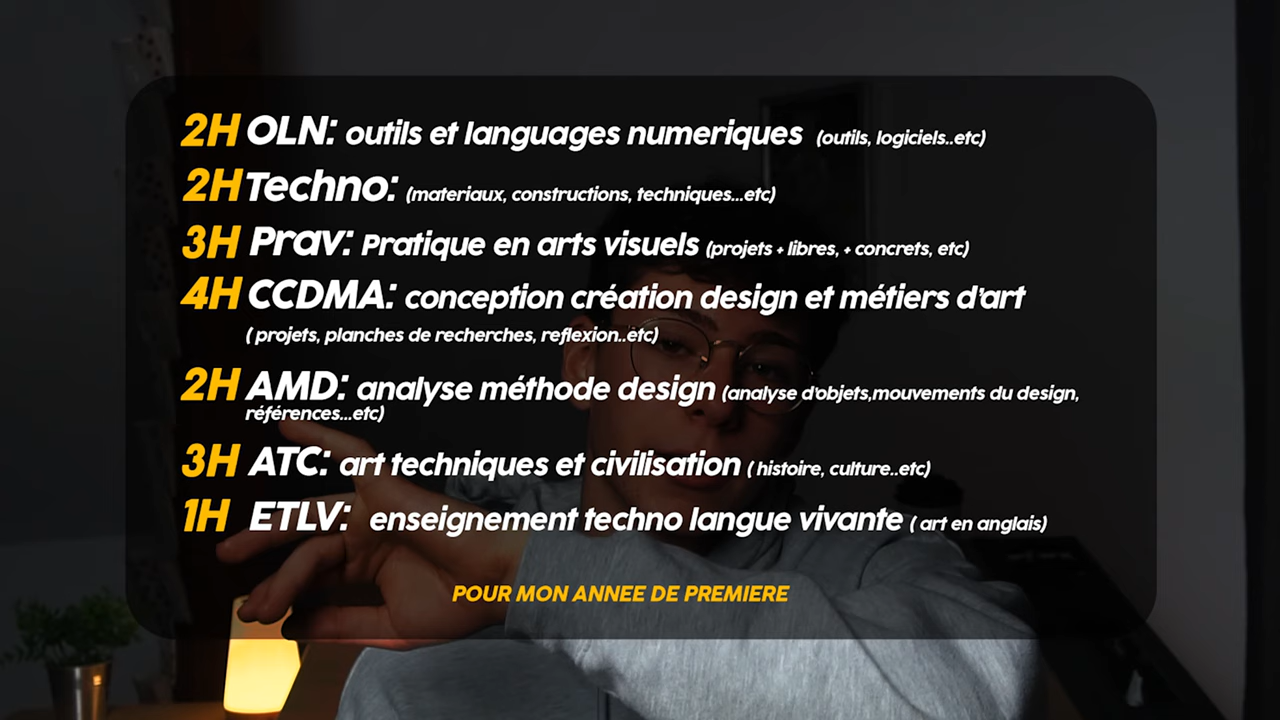 2H OLN: outils et languages numeriques (outils, logiciels..etc)
2H Techno: (materiaux, constructions, techniques...etc)
3H Prav: Pratique en arts visuels (projets + libres, + concrets, etc)
4H CCDMA: conception création design et métiers d'art
( projets, planches de recherches, reflexion..etc)
2H AMD: analyse méthode design (analyse d'objets,mouvements du design,
références...etc)
3H ATC: art techniques et civilisation ( histoire, culture..etc)
1H ETLV: enseignement techno langue vivante ( art en anglais)
POUR MON ANNEE DE PREMIERE